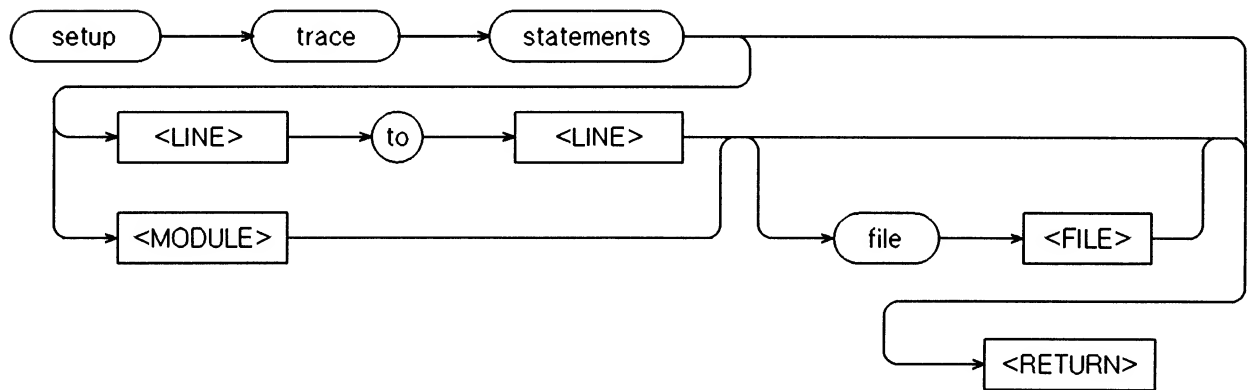 setup trace statements
<LINE> to <LINE>
<MODULE>
file <FILE>
<RETURN>